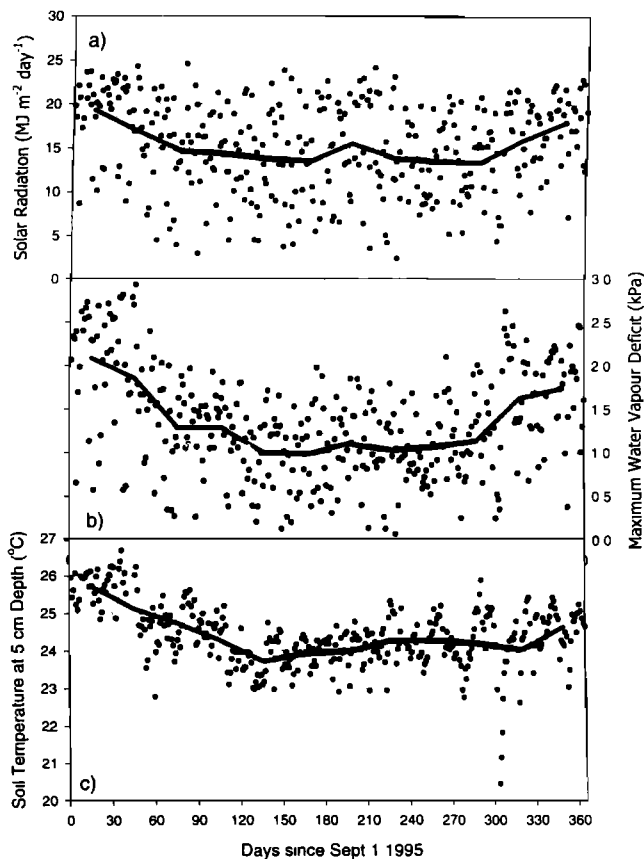 a)
30
25
20
15
10
5
0
Solar Radiation (MJ m⁻² day⁻¹)
b)
3 0
2 5
2 0
1 5
1 0
0 5
0 0
Maximum Water Vapour Deficit (kPa)
c)
27
26
25
24
23
22
21
20
Soil Temperature at 5 cm Depth (°C)
0 30 60 90 120 150 180 210 240 270 300 330 360
Days since Sept 1 1995